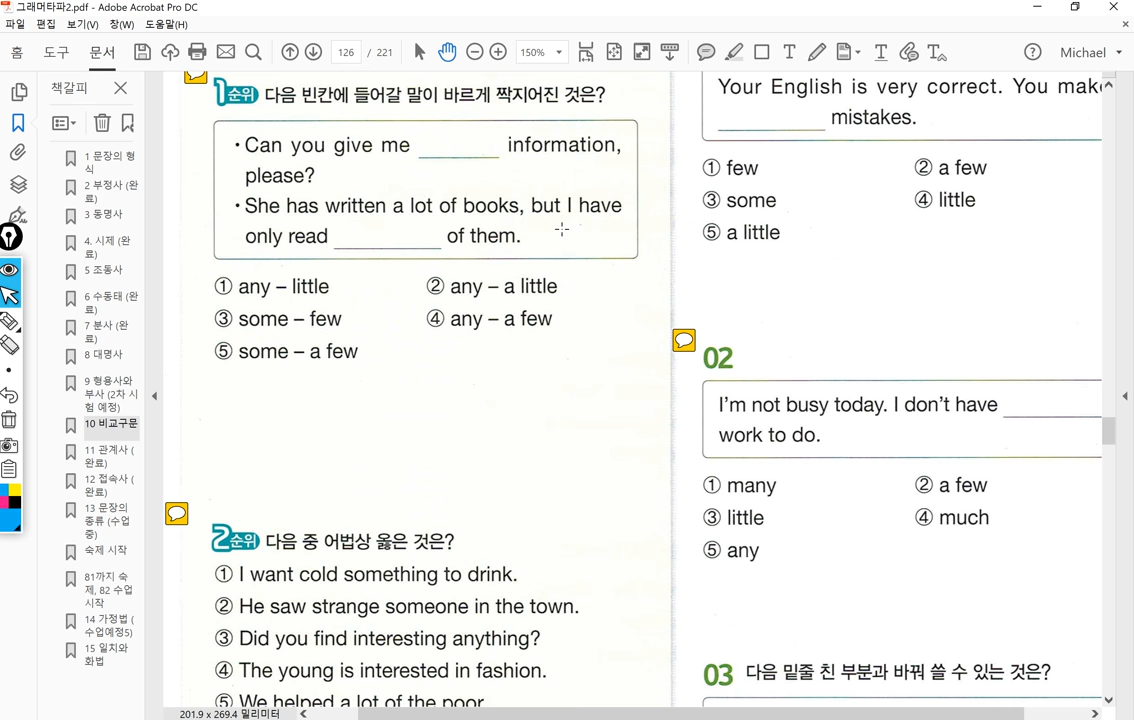 그래머타파2.pdf - Adobe Acrobat Pro DC
파일 편집 보기(V) 창(W) 도움말(H)
홈 도구 문서 126 / 221 150% Michael
책갈피
1 문장의 형
식
2 부정사 (완
료)
3 동명사
4. 시제 (완
료)
5 조동사
6 수동태 (완
료)
7 분사 (완
료)
8 대명사
9 형용사와
부사 (2차 시
험 예정)
10 비교구문
11 관계사 (
완료)
12 접속사 (
완료)
13 문장의
종류 (수업
중)
숙제 시작
81까지 숙
제, 82 수업
시작
14 가정법 (
수업예정5)
15 일치와
화법
1순위 다음 빈칸에 들어갈 말이 바르게 짝지어진 것은?
• Can you give me ________ information,
please?
• She has written a lot of books, but I have
only read ________ of them.
① any – little ② any – a little
③ some – few ④ any – a few
⑤ some – a few
2순위 다음 중 어법상 옳은 것은?
① I want cold something to drink.
② He saw strange someone in the town.
③ Did you find interesting anything?
④ The young is interested in fashion.
⑤ We helped a lot of the poor
Your English is very correct. You make
________ mistakes.
① few ② a few
③ some ④ little
⑤ a little
02
I'm not busy today. I don't have ________
work to do.
① many ② a few
③ little ④ much
⑤ any
03 다음 밑줄 친 부분과 바꿔 쓸 수 있는 것은?
201.9 x 269.4 밀리미터